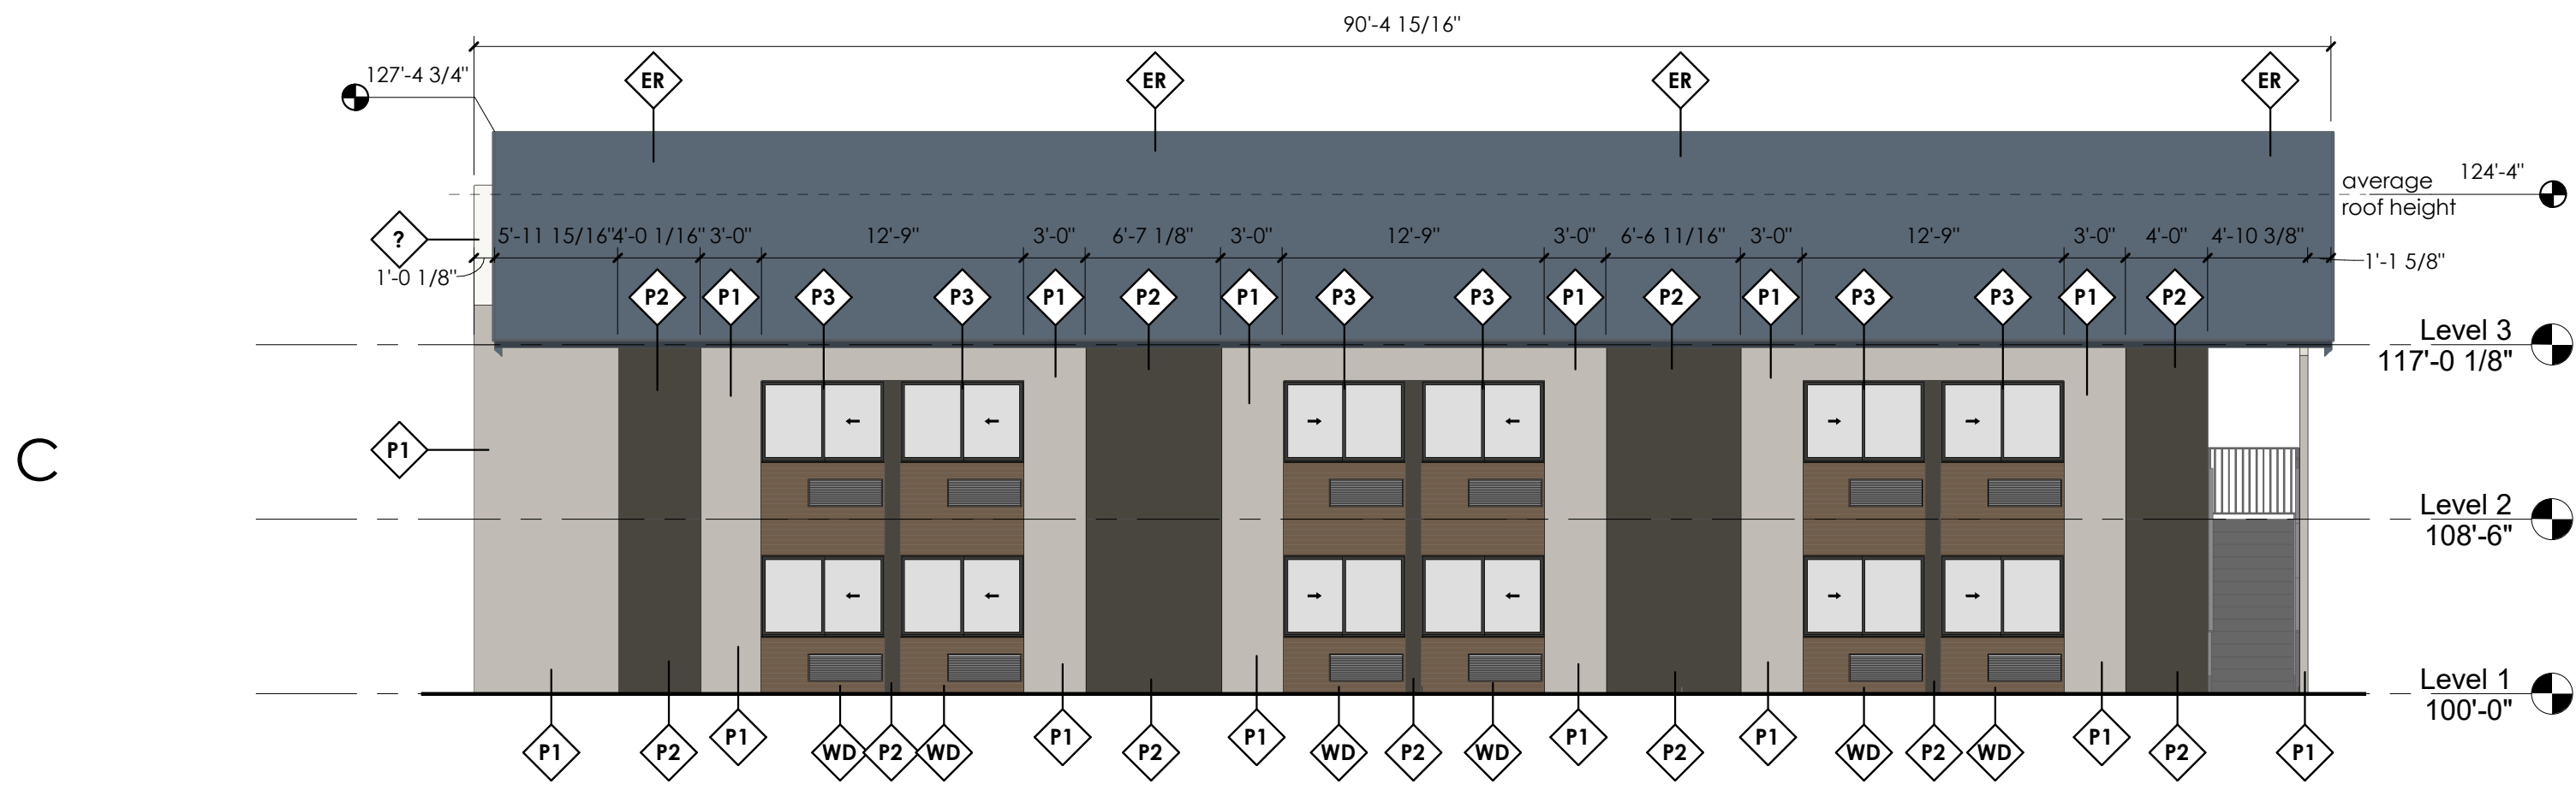 90'-4 15/16"
127'-4 3/4"
ER ER ER ER
average 124'-4"
roof height
?
5'-11 15/16" 4'-0 1/16" 3'-0" 12'-9" 3'-0" 6'-7 1/8" 3'-0" 12'-9" 3'-0" 6'-6 11/16" 3'-0" 12'-9" 3'-0" 4'-0" 4'-10 3/8"
1'-0 1/8" 1'-1 5/8"
P2 P1 P3 P3 P1 P2 P1 P3 P3 P1 P2 P1 P3 P3 P1 P2
Level 3
117'-0 1/8"
C
P1
Level 2
108'-6"
Level 1
100'-0"
P1 P2 P1 WD P2 WD P1 P2 P1 WD P2 WD P1 P2 P1 WD P2 WD P1 P2 P1